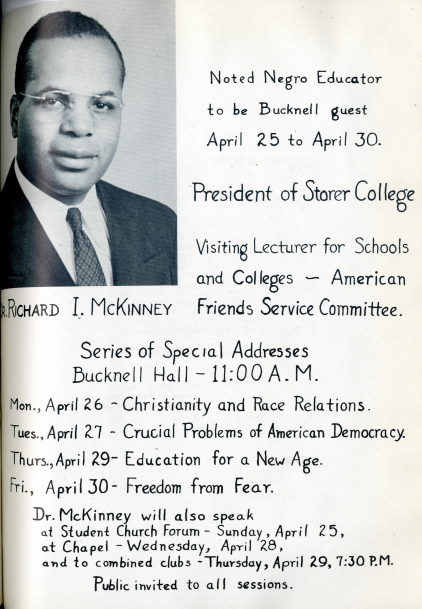 Noted Negro Educator
to be Bucknell guest
April 25 to April 30.
President of Storer College
Visiting Lecturer for Schools
and Colleges — American
Friends Service Committee.
RICHARD I. McKINNEY
Series of Special Addresses
Bucknell Hall - 11:00 A.M.
Mon., April 26 - Christianity and Race Relations.
Tues., April 27 - Crucial Problems of American Democracy.
Thurs., April 29- Education for a New Age.
Fri., April 30- Freedom from Fear.
Dr. McKinney will also speak
at Student Church Forum - Sunday, April 25,
at Chapel - Wednesday, April 28,
and to combined clubs - Thursday, April 29, 7:30 P.M.
Public invited to all sessions.